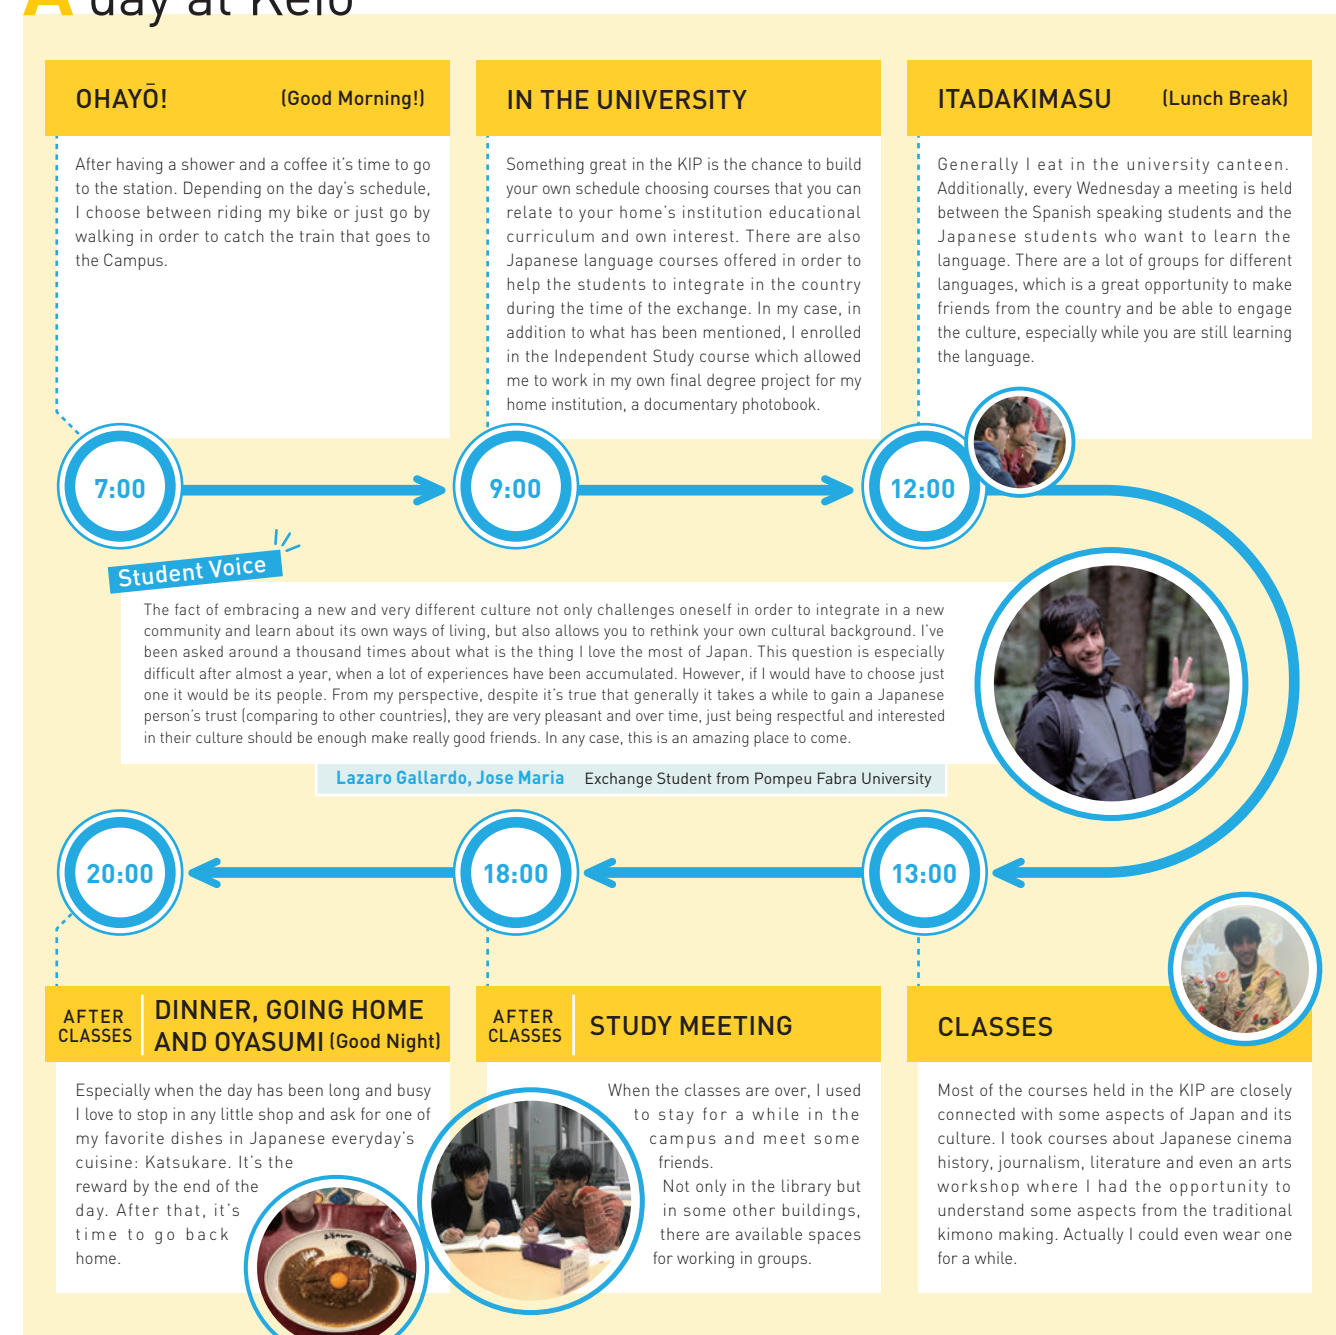 A day at Keio
OHAYŌ! (Good Morning!)
After having a shower and a coffee it's time to go
to the station. Depending on the day's schedule,
I choose between riding my bike or just go by
walking in order to catch the train that goes to
the Campus.
IN THE UNIVERSITY
Something great in the KIP is the chance to build
your own schedule choosing courses that you can
relate to your home's institution educational
curriculum and own interest. There are also
Japanese language courses offered in order to
help the students to integrate in the country
during the time of the exchange. In my case, in
addition to what has been mentioned, I enrolled
in the Independent Study course which allowed
me to work in my own final degree project for my
home institution, a documentary photobook.
ITADAKIMASU (Lunch Break)
Generally I eat in the university canteen.
Additionally, every Wednesday a meeting is held
between the Spanish speaking students and the
Japanese students who want to learn the
language. There are a lot of groups for different
languages, which is a great opportunity to make
friends from the country and be able to engage
the culture, especially while you are still learning
the language.
7:00
9:00
12:00
Student Voice
The fact of embracing a new and very different culture not only challenges oneself in order to integrate in a new
community and learn about its own ways of living, but also allows you to rethink your own cultural background. I've
been asked around a thousand times about what is the thing I love the most of Japan. This question is especially
difficult after almost a year, when a lot of experiences have been accumulated. However, if I would have to choose just
one it would be its people. From my perspective, despite it's true that generally it takes a while to gain a Japanese
person's trust (comparing to other countries), they are very pleasant and over time, just being respectful and interested
in their culture should be enough make really good friends. In any case, this is an amazing place to come.
Lazaro Gallardo, Jose Maria Exchange Student from Pompeu Fabra University
20:00
18:00
13:00
AFTER
CLASSES
DINNER, GOING HOME
AND OYASUMI (Good Night)
Especially when the day has been long and busy
I love to stop in any little shop and ask for one of
my favorite dishes in Japanese everyday's
cuisine: Katsukare. It's the
reward by the end of the
day. After that, it's
time to go back
home.
AFTER
CLASSES
STUDY MEETING
When the classes are over, I used
to stay for a while in the
campus and meet some
friends.
Not only in the library but
in some other buildings,
there are available spaces
for working in groups.
CLASSES
Most of the courses held in the KIP are closely
connected with some aspects of Japan and its
culture. I took courses about Japanese cinema
history, journalism, literature and even an arts
workshop where I had the opportunity to
understand some aspects from the traditional
kimono making. Actually I could even wear one
for a while.